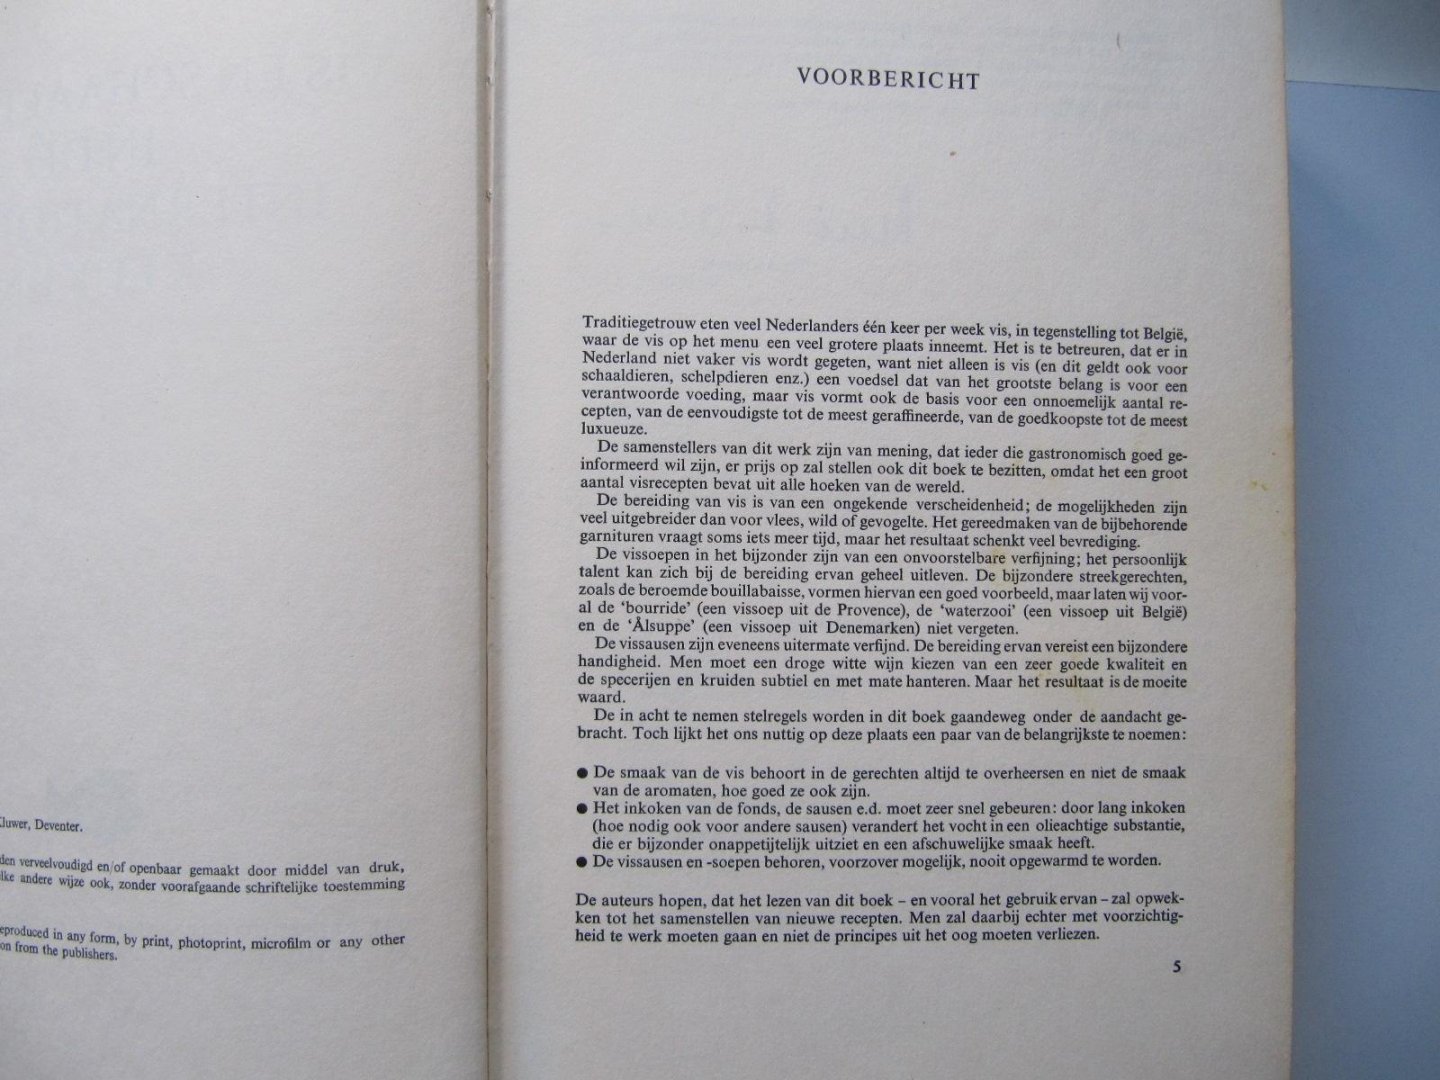 Kluwer, Deventer.
den verveelvoudigd en/of openbaar gemaakt door middel van druk,
lke andere wijze ook, zonder voorafgaande schriftelijke toestemming
eproduced in any form, by print, photoprint, microfilm or any other
on from the publishers.
VOORBERICHT
Traditiegetrouw eten veel Nederlanders één keer per week vis, in tegenstelling tot België,
waar de vis op het menu een veel grotere plaats inneemt. Het is te betreuren, dat er in
Nederland niet vaker vis wordt gegeten, want niet alleen is vis (en dit geldt ook voor
schaaldieren, schelpdieren enz.) een voedsel dat van het grootste belang is voor een
verantwoorde voeding, maar vis vormt ook de basis voor een onnoemelijk aantal re-
cepten, van de eenvoudigste tot de meest geraffineerde, van de goedkoopste tot de meest
luxueuze.
De samenstellers van dit werk zijn van mening, dat ieder die gastronomisch goed ge-
informeerd wil zijn, er prijs op zal stellen ook dit boek te bezitten, omdat het een groot
aantal visrecepten bevat uit alle hoeken van de wereld.
De bereiding van vis is van een ongekende verscheidenheid; de mogelijkheden zijn
veel uitgebreider dan voor vlees, wild of gevogelte. Het gereedmaken van de bijbehorende
garnituren vraagt soms iets meer tijd, maar het resultaat schenkt veel bevrediging.
De vissoepen in het bijzonder zijn van een onvoorstelbare verfijning; het persoonlijk
talent kan zich bij de bereiding ervan geheel uitleven. De bijzondere streekgerechten,
zoals de beroemde bouillabaisse, vormen hiervan een goed voorbeeld, maar laten wij voor-
al de ‘bourride’ (een vissoep uit de Provence), de ‘waterzooi’ (een vissoep uit België)
en de ‘Ålsuppe’ (een vissoep uit Denemarken) niet vergeten.
De vissausen zijn eveneens uitermate verfijnd. De bereiding ervan vereist een bijzondere
handigheid. Men moet een droge witte wijn kiezen van een zeer goede kwaliteit en
de specerijen en kruiden subtiel en met mate hanteren. Maar het resultaat is de moeite
waard.
De in acht te nemen stelregels worden in dit boek gaandeweg onder de aandacht ge-
bracht. Toch lijkt het ons nuttig op deze plaats een paar van de belangrijkste te noemen:
● De smaak van de vis behoort in de gerechten altijd te overheersen en niet de smaak
van de aromaten, hoe goed ze ook zijn.
● Het inkoken van de fonds, de sausen e.d. moet zeer snel gebeuren: door lang inkoken
(hoe nodig ook voor andere sausen) verandert het vocht in een olieachtige substantie,
die er bijzonder onappetijtelijk uitziet en een afschuwelijke smaak heeft.
● De vissausen en -soepen behoren, voorzover mogelijk, nooit opgewarmd te worden.
De auteurs hopen, dat het lezen van dit boek – en vooral het gebruik ervan – zal opwek-
ken tot het samenstellen van nieuwe recepten. Men zal daarbij echter met voorzichtig-
heid te werk moeten gaan en niet de principes uit het oog moeten verliezen.
5